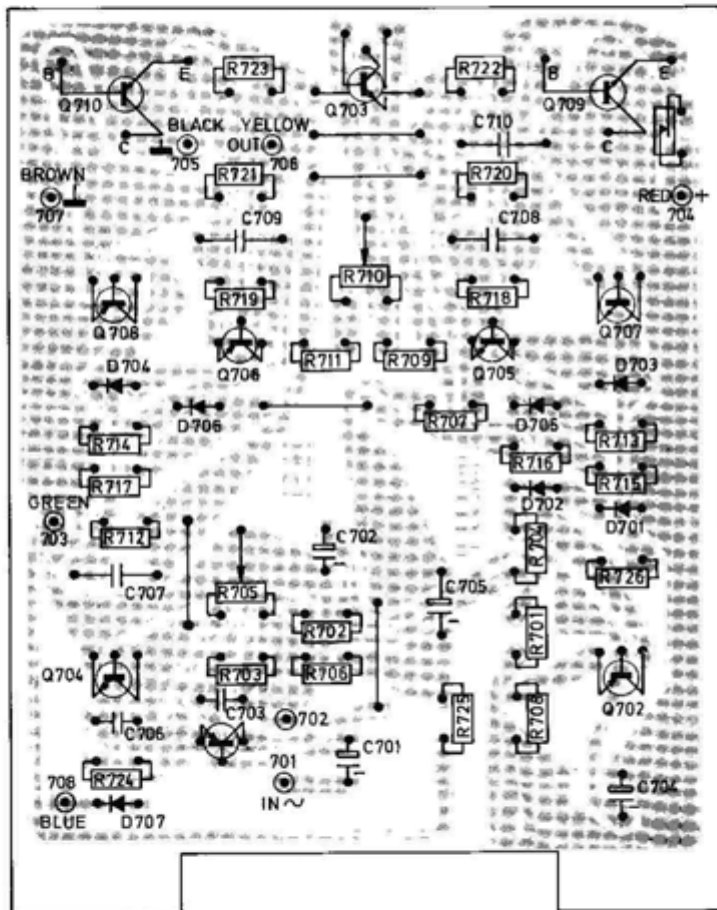 R723
R722
B
E
B
E
Q710
Q703
Q709
C710
C
BLACK
YELLOW
OUT
C
705
706
BROWN
R721
R720
RED
+
707
704
C709
C708
R710
R719
R718
Q708
Q707
Q706
R711
R709
Q705
D704
D703
D706
R707
D705
R714
R713
R716
R717
R715
GREEN
D702
D701
703
R712
C702
R704
C707
R705
C705
R726
R702
R701
Q704
R703
R706
Q702
C703
702
R725
R708
C706
701
C701
R724
C704
708
IN ~
BLUE
D707